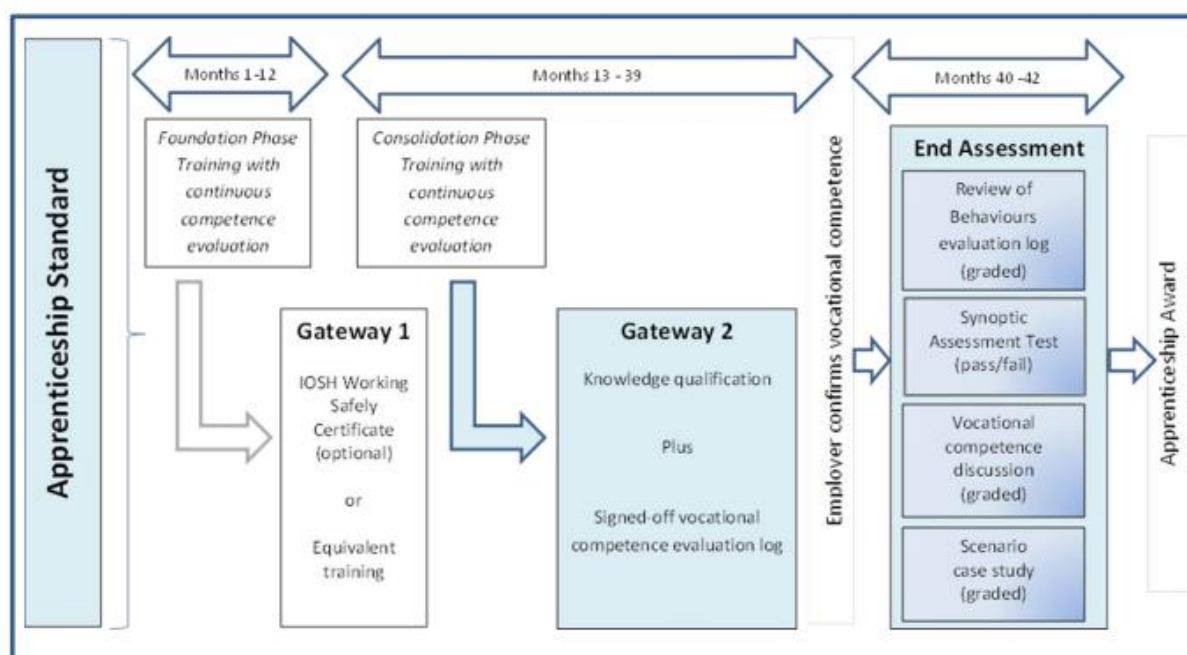 Apprenticeship Standard
Months 1-12
Months 13 - 39
Months 40 -42
Foundation Phase
Training with
continuous
competence
evaluation
Consolidation Phase
Training with
continuous
competence
evaluation
Gateway 1
IOSH Working
Safely
Certificate
(optional)
or
Equivalent
training
Gateway 2
Knowledge qualification
Plus
Signed-off vocational
competence evaluation log
Employer confirms vocational competence
End Assessment
Review of
Behaviours
evaluation log
(graded)
Synoptic
Assessment Test
(pass/fail)
Vocational
competence
discussion
(graded)
Scenario
case study
(graded)
Apprenticeship Award